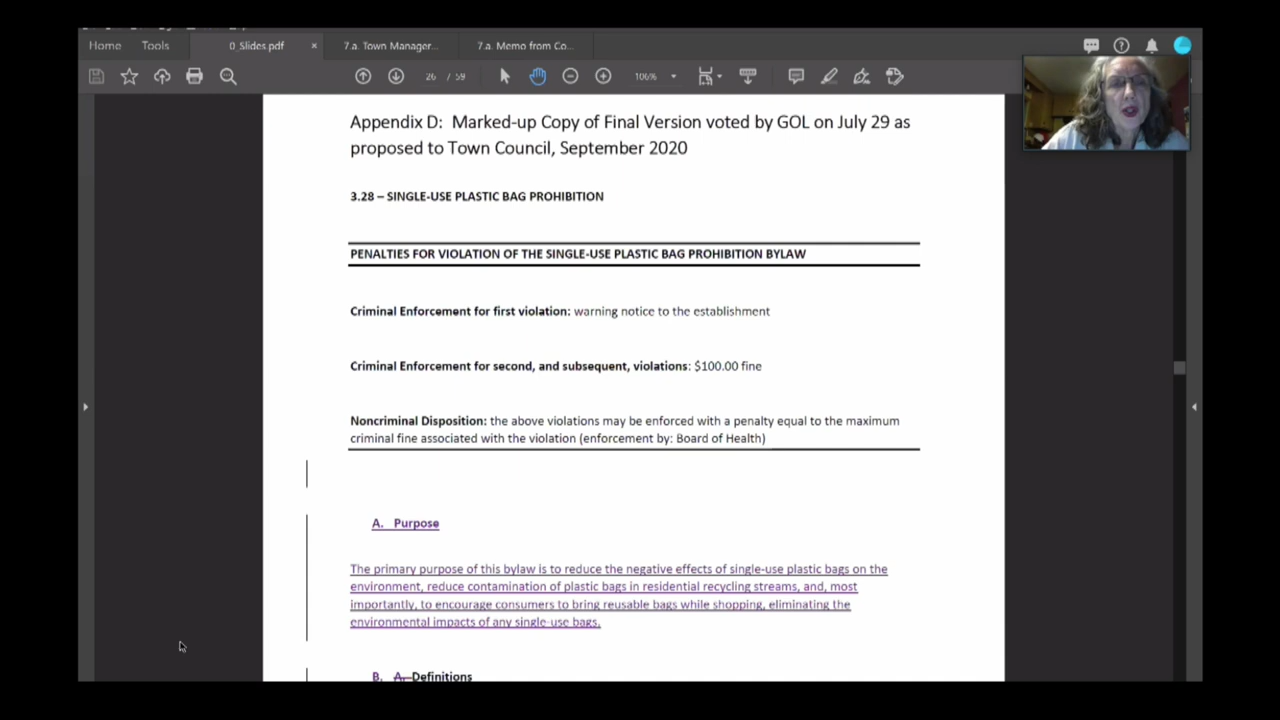 Home Tools 0_Slides.pdf × 7.a. Town Manager... 7.a. Memo from Co...
26 / 59 100%
Appendix D: Marked-up Copy of Final Version voted by GOL on July 29 as
proposed to Town Council, September 2020
3.28 – SINGLE-USE PLASTIC BAG PROHIBITION
PENALTIES FOR VIOLATION OF THE SINGLE-USE PLASTIC BAG PROHIBITION BYLAW
Criminal Enforcement for first violation: warning notice to the establishment
Criminal Enforcement for second, and subsequent, violations: $100.00 fine
Noncriminal Disposition: the above violations may be enforced with a penalty equal to the maximum
criminal fine associated with the violation (enforcement by: Board of Health)
A. Purpose
The primary purpose of this bylaw is to reduce the negative effects of single-use plastic bags on the
environment, reduce contamination of plastic bags in residential recycling streams, and, most
importantly, to encourage consumers to bring reusable bags while shopping, eliminating the
environmental impacts of any single-use bags.
B. A. Definitions